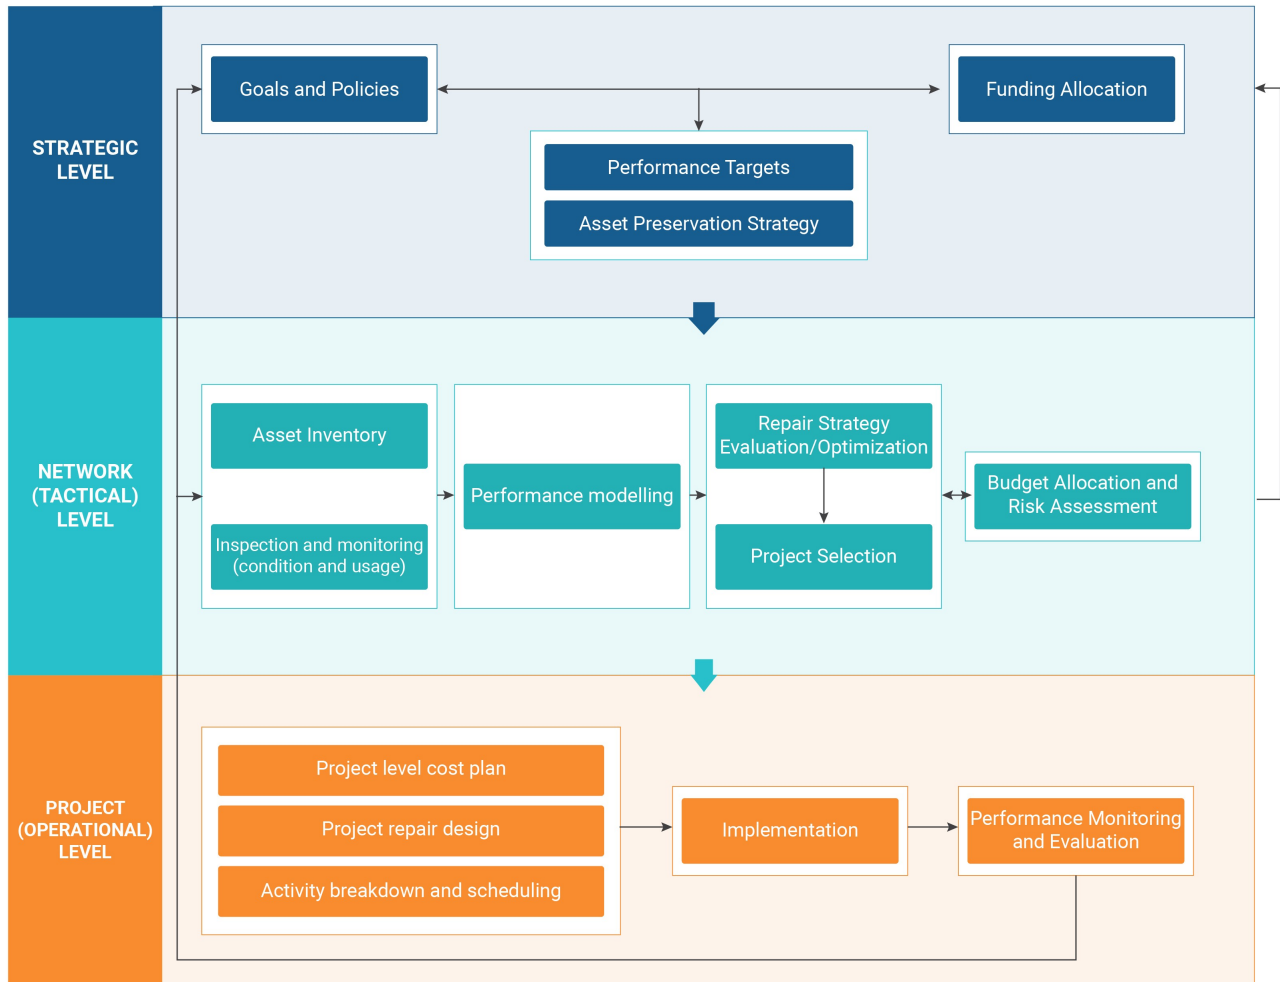 STRATEGIC
LEVEL
Goals and Policies
Funding Allocation
Performance Targets
Asset Preservation Strategy
NETWORK
(TACTICAL)
LEVEL
Asset Inventory
Inspection and monitoring
(condition and usage)
Performance modelling
Repair Strategy
Evaluation/Optimization
Project Selection
Budget Allocation and
Risk Assessment
PROJECT
(OPERATIONAL)
LEVEL
Project level cost plan
Project repair design
Activity breakdown and scheduling
Implementation
Performance Monitoring
and Evaluation